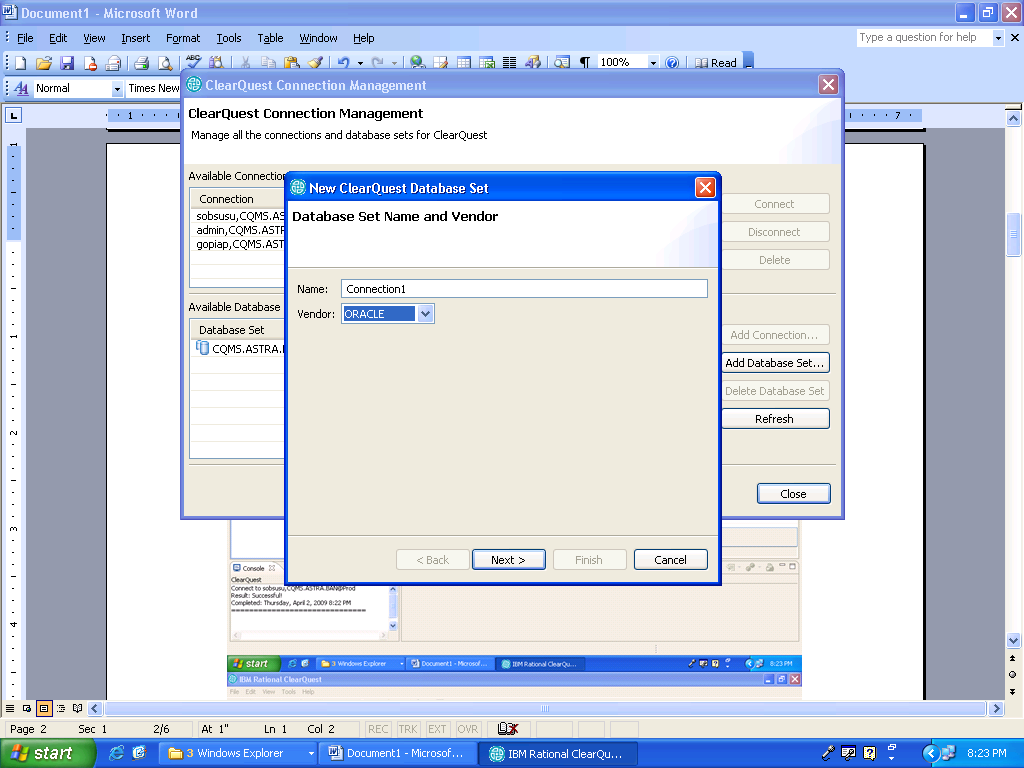 Document1 - Microsoft Word
File Edit View Insert Format Tools Table Window Help
Type a question for help
100% Read
Normal Times New
ClearQuest Connection Management
ClearQuest Connection Management
Manage all the connections and database sets for ClearQuest
Available Connection
Connection
sobsusu,CQMS.AS
admin,CQMS.ASTR
gopiap,CQMS.AST
Connect
Disconnect
Delete
Available Database
Database Set
CQMS.ASTRA.
Add Connection...
Add Database Set...
Delete Database Set
Refresh
Close
New ClearQuest Database Set
Database Set Name and Vendor
Name: Connection1
Vendor: ORACLE
< Back Next > Finish Cancel
Console
ClearQuest
Connect to sobsusu,CQMS.ASTRA.BAN@Prod
Result: Successful!
Completed: Thursday, April 2, 2009 8:22 PM
==============================
start 3 Windows Explorer Document1 - Microsof... IBM Rational ClearQu... 8:23 PM
IBM Rational ClearQuest
File Edit View Tools Help
Page 2 Sec 1 2/6 At 1" Ln 1 Col 2 REC TRK EXT OVR
start 3 Windows Explorer Document1 - Microsof... IBM Rational ClearQu... 8:23 PM